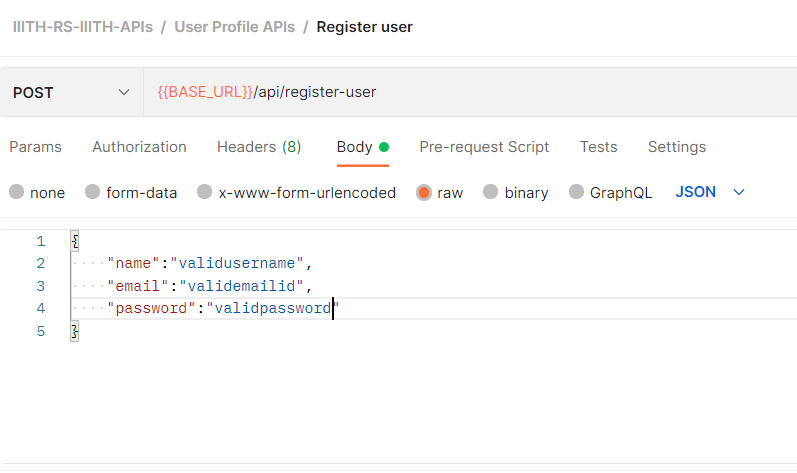 IIITH-RS-IIITH-APIs / User Profile APIs / Register user
POST {{BASE_URL}}/api/register-user
Params Authorization Headers (8) Body Pre-request Script Tests Settings
none form-data x-www-form-urlencoded raw binary GraphQL JSON
1 {
2 "name":"validusername",
3 "email":"validemailid",
4 "password":"validpassword"
5 }